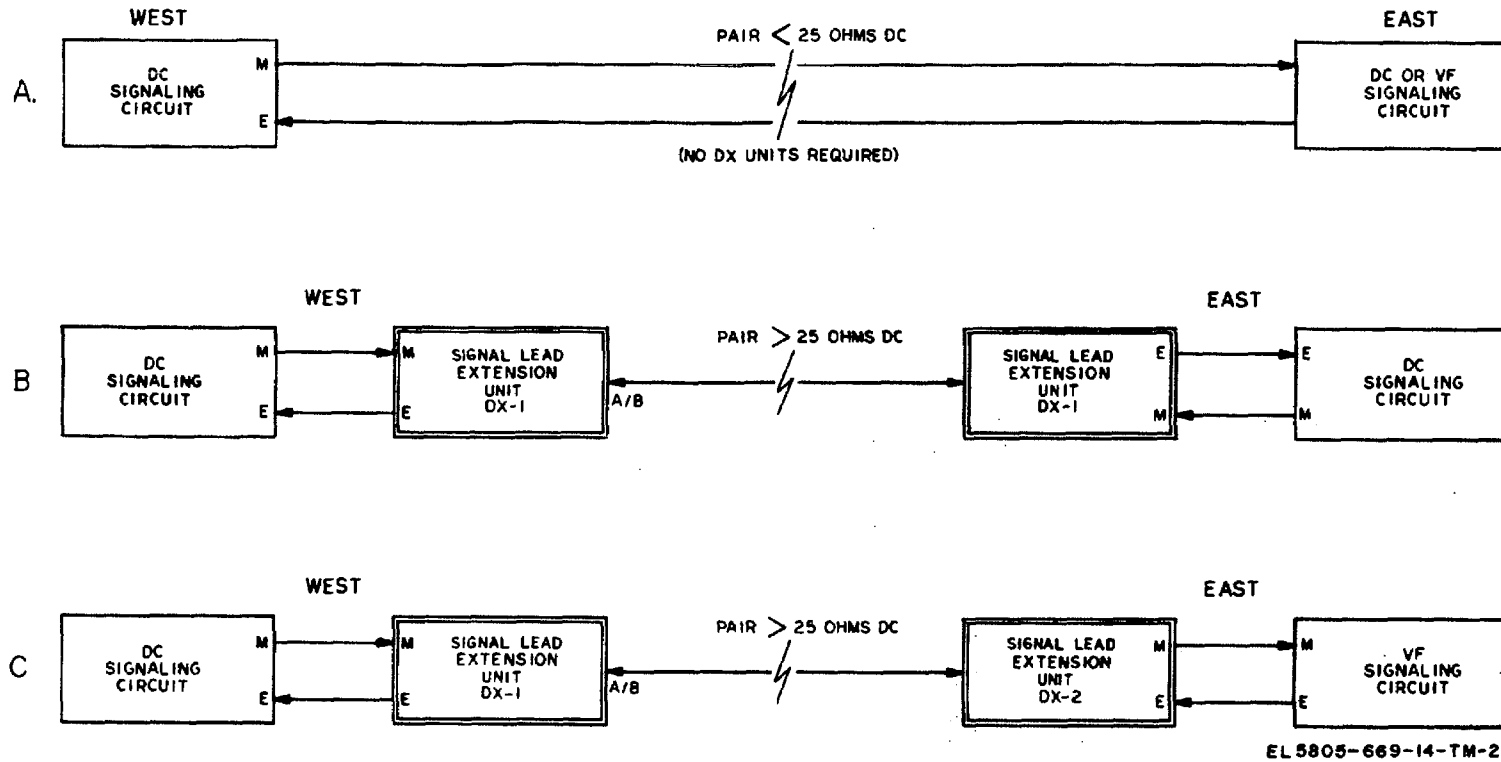 WEST
EAST
PAIR < 25 OHMS DC
A.
DC
SIGNALING
CIRCUIT
M
E
DC OR VF
SIGNALING
CIRCUIT
(NO DX UNITS REQUIRED)
WEST
EAST
PAIR > 25 OHMS DC
B
DC
SIGNALING
CIRCUIT
M
E
M
E
SIGNAL LEAD
EXTENSION
UNIT
DX-1
A/B
SIGNAL LEAD
EXTENSION
UNIT
DX-1
E
M
E
M
DC
SIGNALING
CIRCUIT
WEST
EAST
PAIR > 25 OHMS DC
C
DC
SIGNALING
CIRCUIT
M
E
M
E
SIGNAL LEAD
EXTENSION
UNIT
DX-1
A/B
SIGNAL LEAD
EXTENSION
UNIT
DX-2
M
E
M
E
VF
SIGNALING
CIRCUIT
EL5805-669-14-TM-2